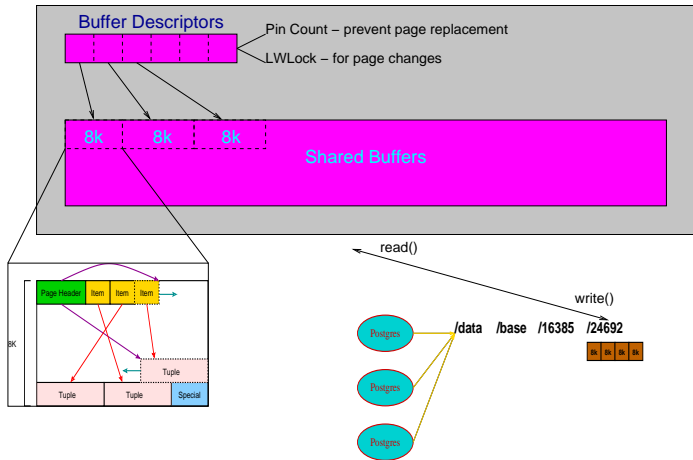 Buffer Descriptors
Pin Count – prevent page replacement
LWLock – for page changes
8k 8k 8k
Shared Buffers
read()
write()
Page Header Item Item Item
8K
Tuple
Tuple Tuple Special
Postgres /data /base /16385 /24692
8k 8k 8k 8k
Postgres
Postgres